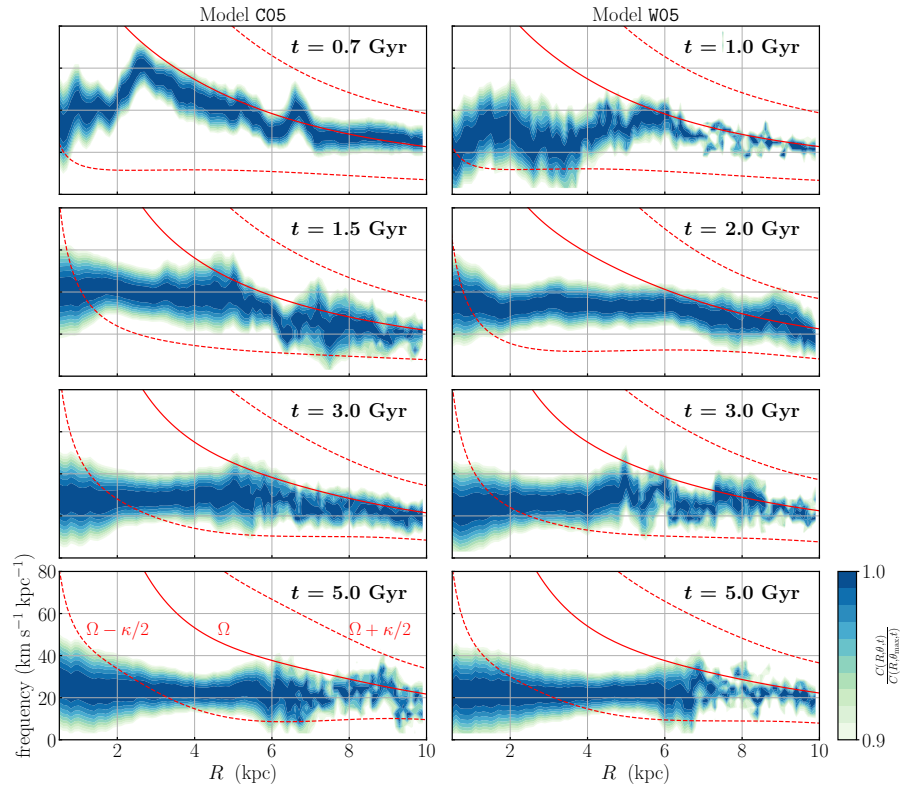 Model C05
Model W05
t = 0.7 Gyr
t = 1.0 Gyr
t = 1.5 Gyr
t = 2.0 Gyr
t = 3.0 Gyr
t = 3.0 Gyr
t = 5.0 Gyr
t = 5.0 Gyr
Ω − κ/2
Ω
Ω + κ/2
frequency (km s⁻¹ kpc⁻¹)
80
60
40
20
0
2 4 6 8 10
2 4 6 8 10
R (kpc)
R (kpc)
1.0
0.9
C(R,θ,t)
C(R,θmax,t)